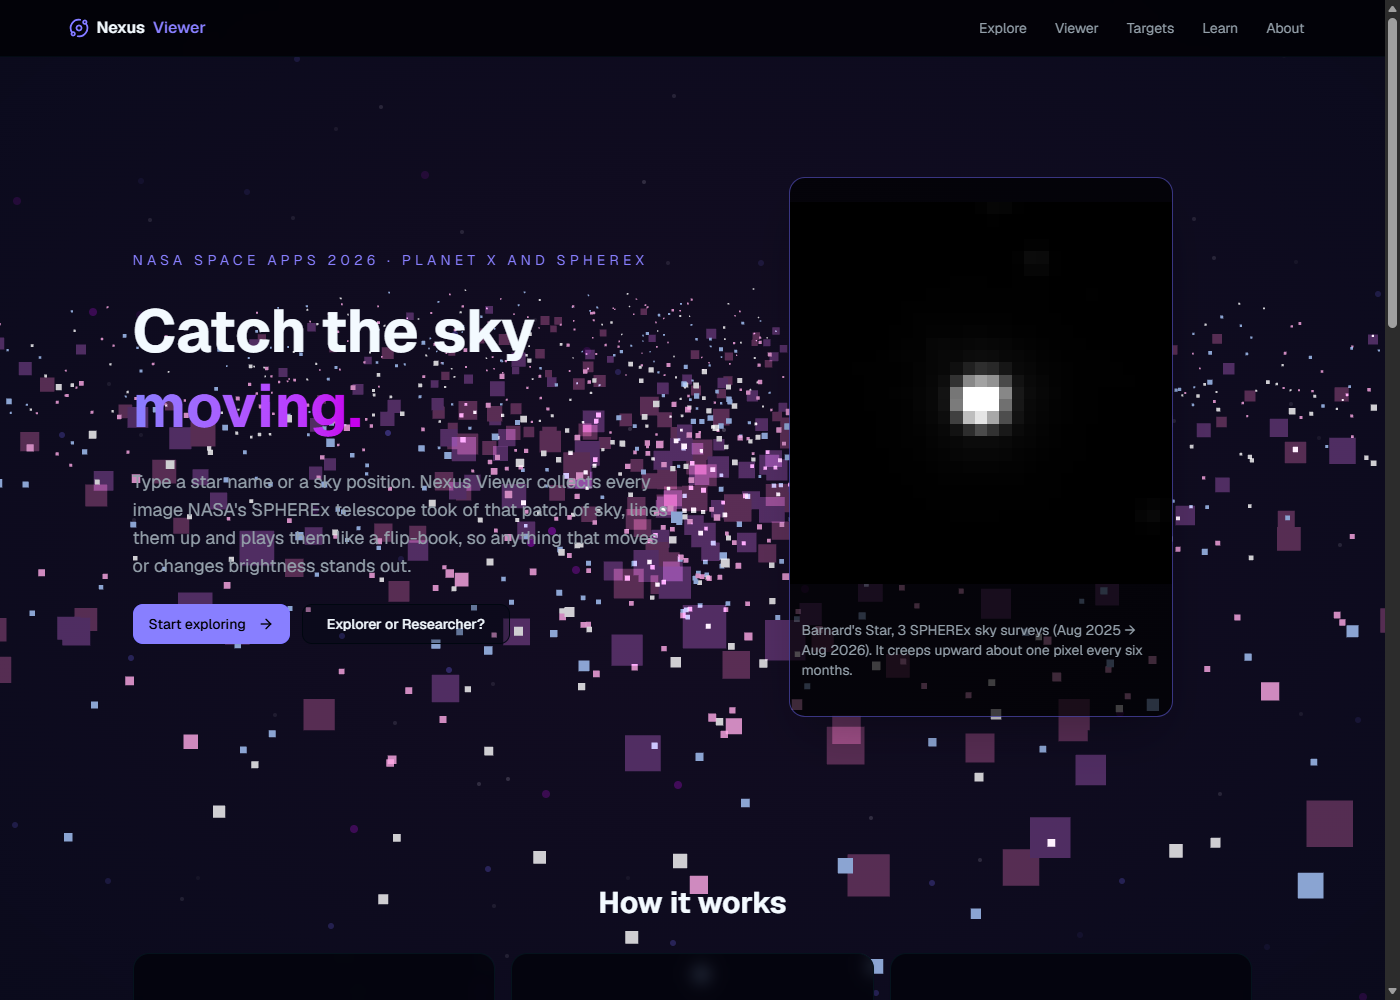 Nexus Viewer
Explore
Viewer
Targets
Learn
About
NASA SPACE APPS 2026 · PLANET X AND SPHEREX
Catch the sky
moving.
Type a star name or a sky position. Nexus Viewer collects every
image NASA's SPHEREx telescope took of that patch of sky, lines
them up and plays them like a flip-book, so anything that moves
or changes brightness stands out.
Start exploring →
Explorer or Researcher?
Barnard's Star, 3 SPHEREx sky surveys (Aug 2025 →
Aug 2026). It creeps upward about one pixel every six
months.
How it works